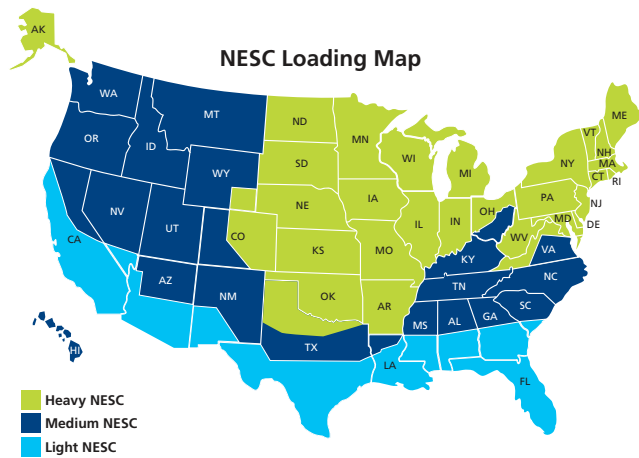 AK
NESC Loading Map
WA
MT
ND
MN
ME
VT
NH
OR
ID
SD
WI
MI
NY
MA
CT
RI
WY
IA
PA
NJ
NE
OH
MD
DE
NV
UT
CO
IL
IN
WV
CA
KS
MO
VA
KY
NC
AZ
NM
OK
TN
AR
SC
MS
AL
GA
TX
HI
LA
FL
Heavy NESC
Medium NESC
Light NESC